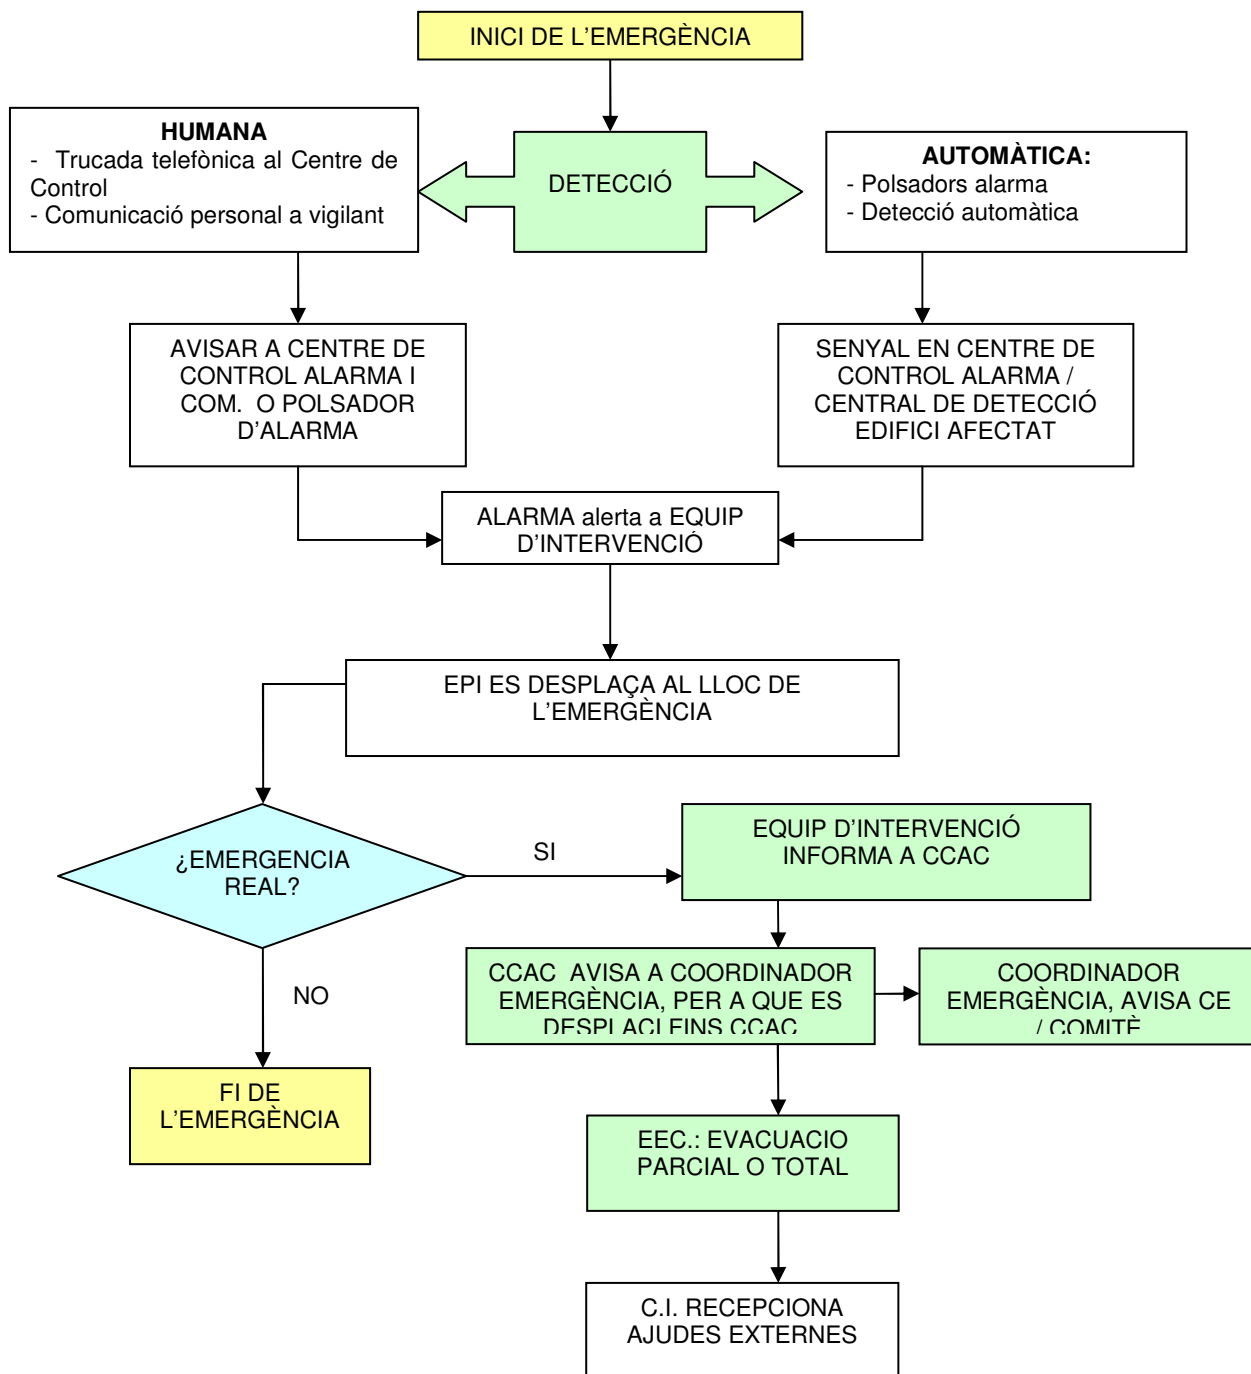 INICI DE L'EMERGÈNCIA
HUMANA
- Trucada telefònica al Centre de
Control
- Comunicació personal a vigilant
DETECCIÓ
AUTOMÀTICA:
- Polsadors alarma
- Detecció automàtica
AVISAR A CENTRE DE
CONTROL ALARMA I
COM. O POLSADOR
D'ALARMA
SENYAL EN CENTRE DE
CONTROL ALARMA /
CENTRAL DE DETECCIÓ
EDIFICI AFECTAT
ALARMA alerta a EQUIP
D'INTERVENCIÓ
EPI ES DESPLAÇA AL LLOC DE
L'EMERGÈNCIA
¿EMERGENCIA
REAL?
SI
EQUIP D'INTERVENCIÓ
INFORMA A CCAC
CCAC AVISA A COORDINADOR
EMERGÈNCIA, PER A QUE ES
DESPLACI FINS CCAC
COORDINADOR
EMERGÈNCIA, AVISA CE
/ COMITÈ
NO
FI DE
L'EMERGÈNCIA
EEC.: EVACUACIO
PARCIAL O TOTAL
C.I. RECEPCIONA
AJUDES EXTERNES